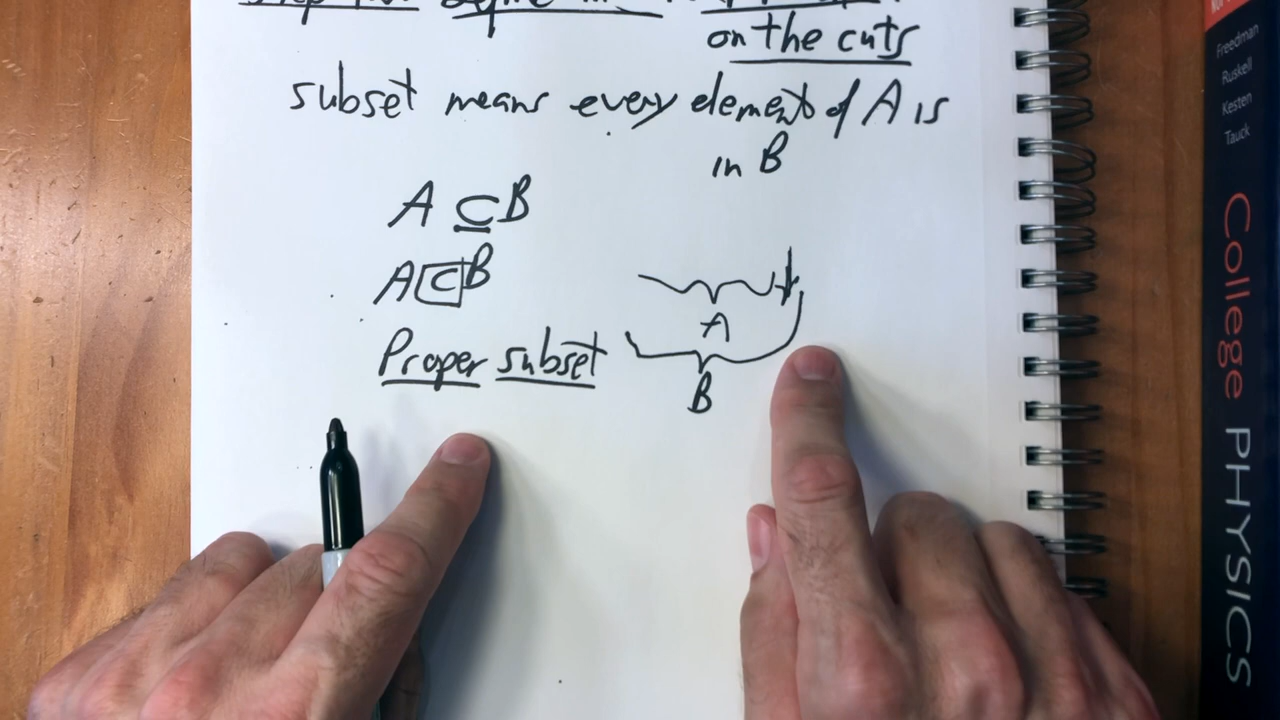 on the cuts
subset means every element of A is
in B
A ⊆ B
A ⊂ B
Proper subset
A
B
Freedman
Ruskell
Kesten
Tauck
College PHYSICS